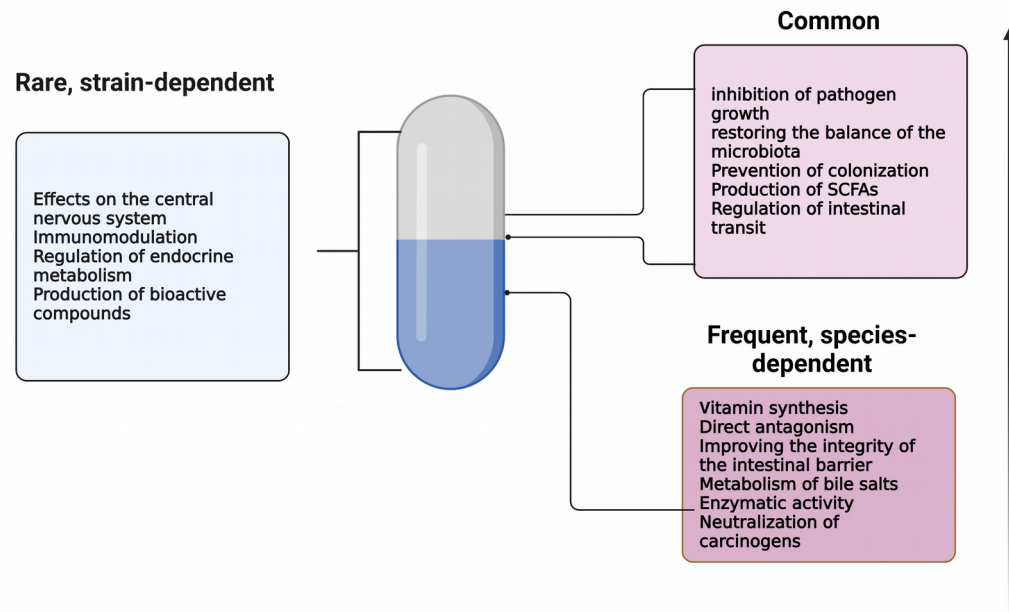 Common
inhibition of pathogen
growth
restoring the balance of the
microbiota
Prevention of colonization
Production of SCFAs
Regulation of intestinal
transit
Rare, strain-dependent
Effects on the central
nervous system
Immunomodulation
Regulation of endocrine
metabolism
Production of bioactive
compounds
Frequent, species-
dependent
Vitamin synthesis
Direct antagonism
Improving the integrity of
the intestinal barrier
Metabolism of bile salts
Enzymatic activity
Neutralization of
carcinogens